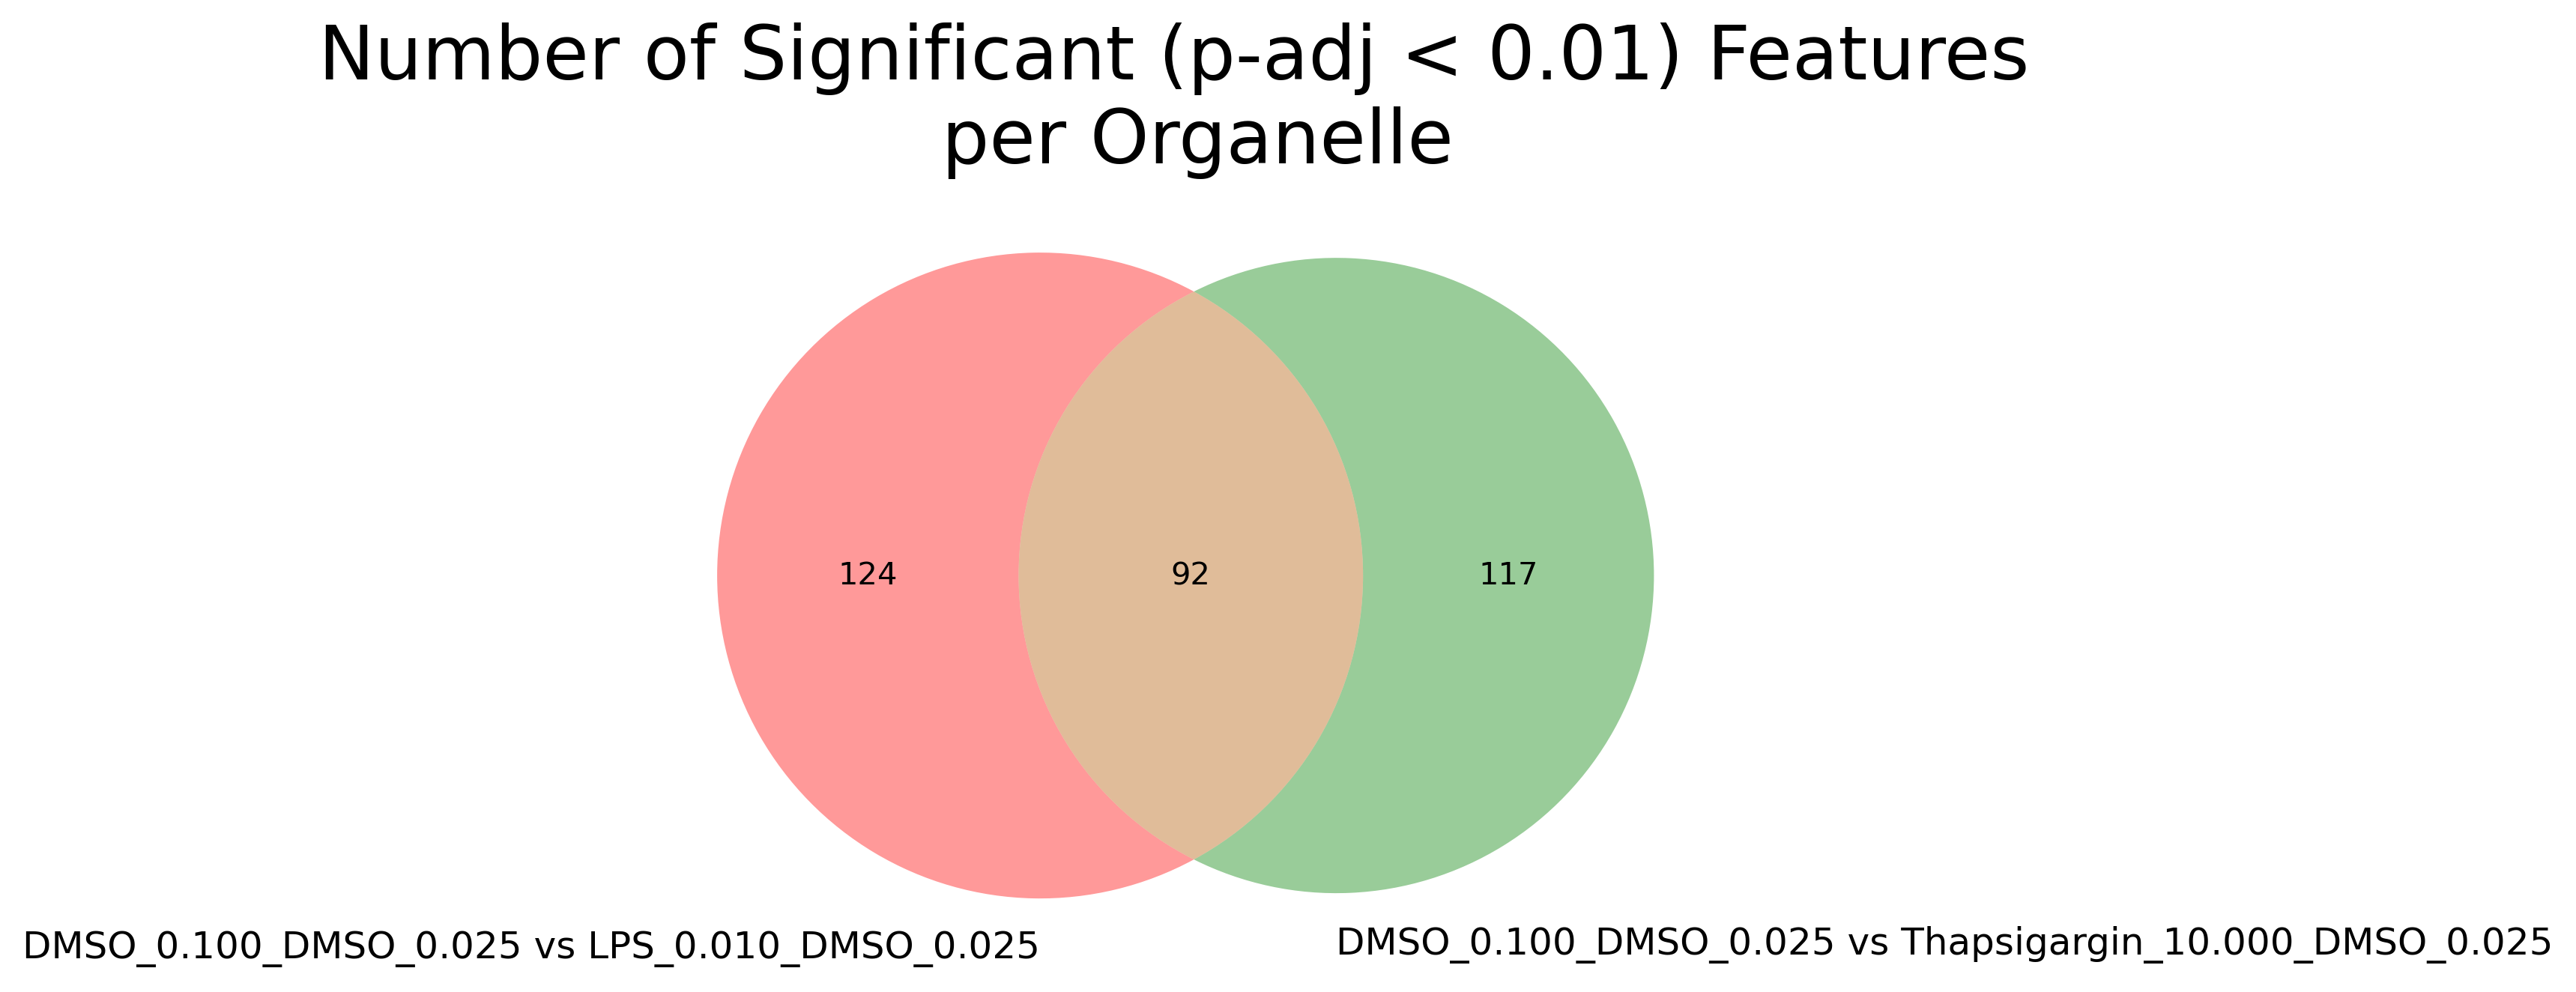 Number of Significant (p-adj < 0.01) Features
per Organelle
124
92
117
DMSO_0.100_DMSO_0.025 vs LPS_0.010_DMSO_0.025
DMSO_0.100_DMSO_0.025 vs Thapsigargin_10.000_DMSO_0.025